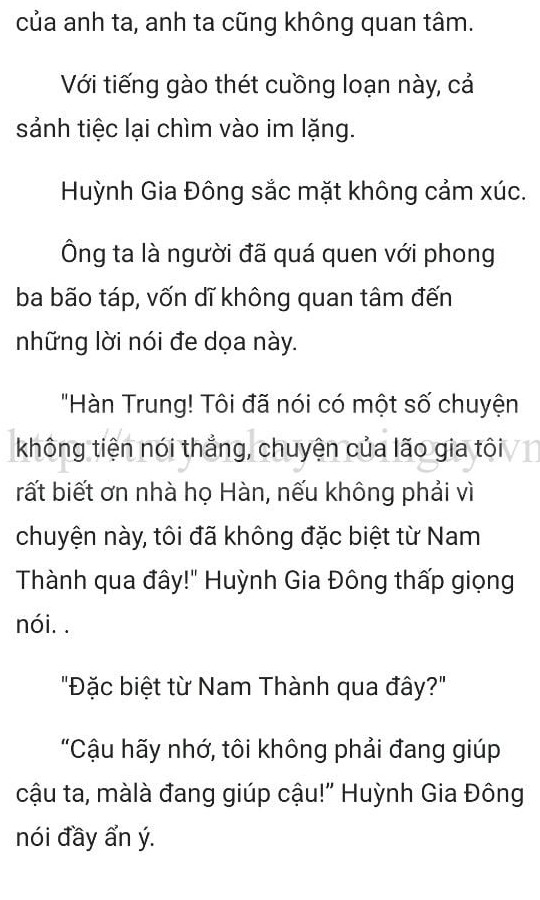 của anh ta, anh ta cũng không quan tâm.
Với tiếng gào thét cuồng loạn này, cả
sảnh tiệc lại chìm vào im lặng.
Huỳnh Gia Đông sắc mặt không cảm xúc.
Ông ta là người đã quá quen với phong
ba bão táp, vốn dĩ không quan tâm đến
những lời nói đe dọa này.
"Hàn Trung! Tôi đã nói có một số chuyện
không tiện nói thẳng, chuyện của lão gia tôi
rất biết ơn nhà họ Hàn, nếu không phải vì
chuyện này, tôi đã không đặc biệt từ Nam
Thành qua đây!" Huỳnh Gia Đông thấp giọng
nói. .
"Đặc biệt từ Nam Thành qua đây?"
“Cậu hãy nhớ, tôi không phải đang giúp
cậu ta, màlà đang giúp cậu!” Huỳnh Gia Đông
nói đầy ẩn ý.